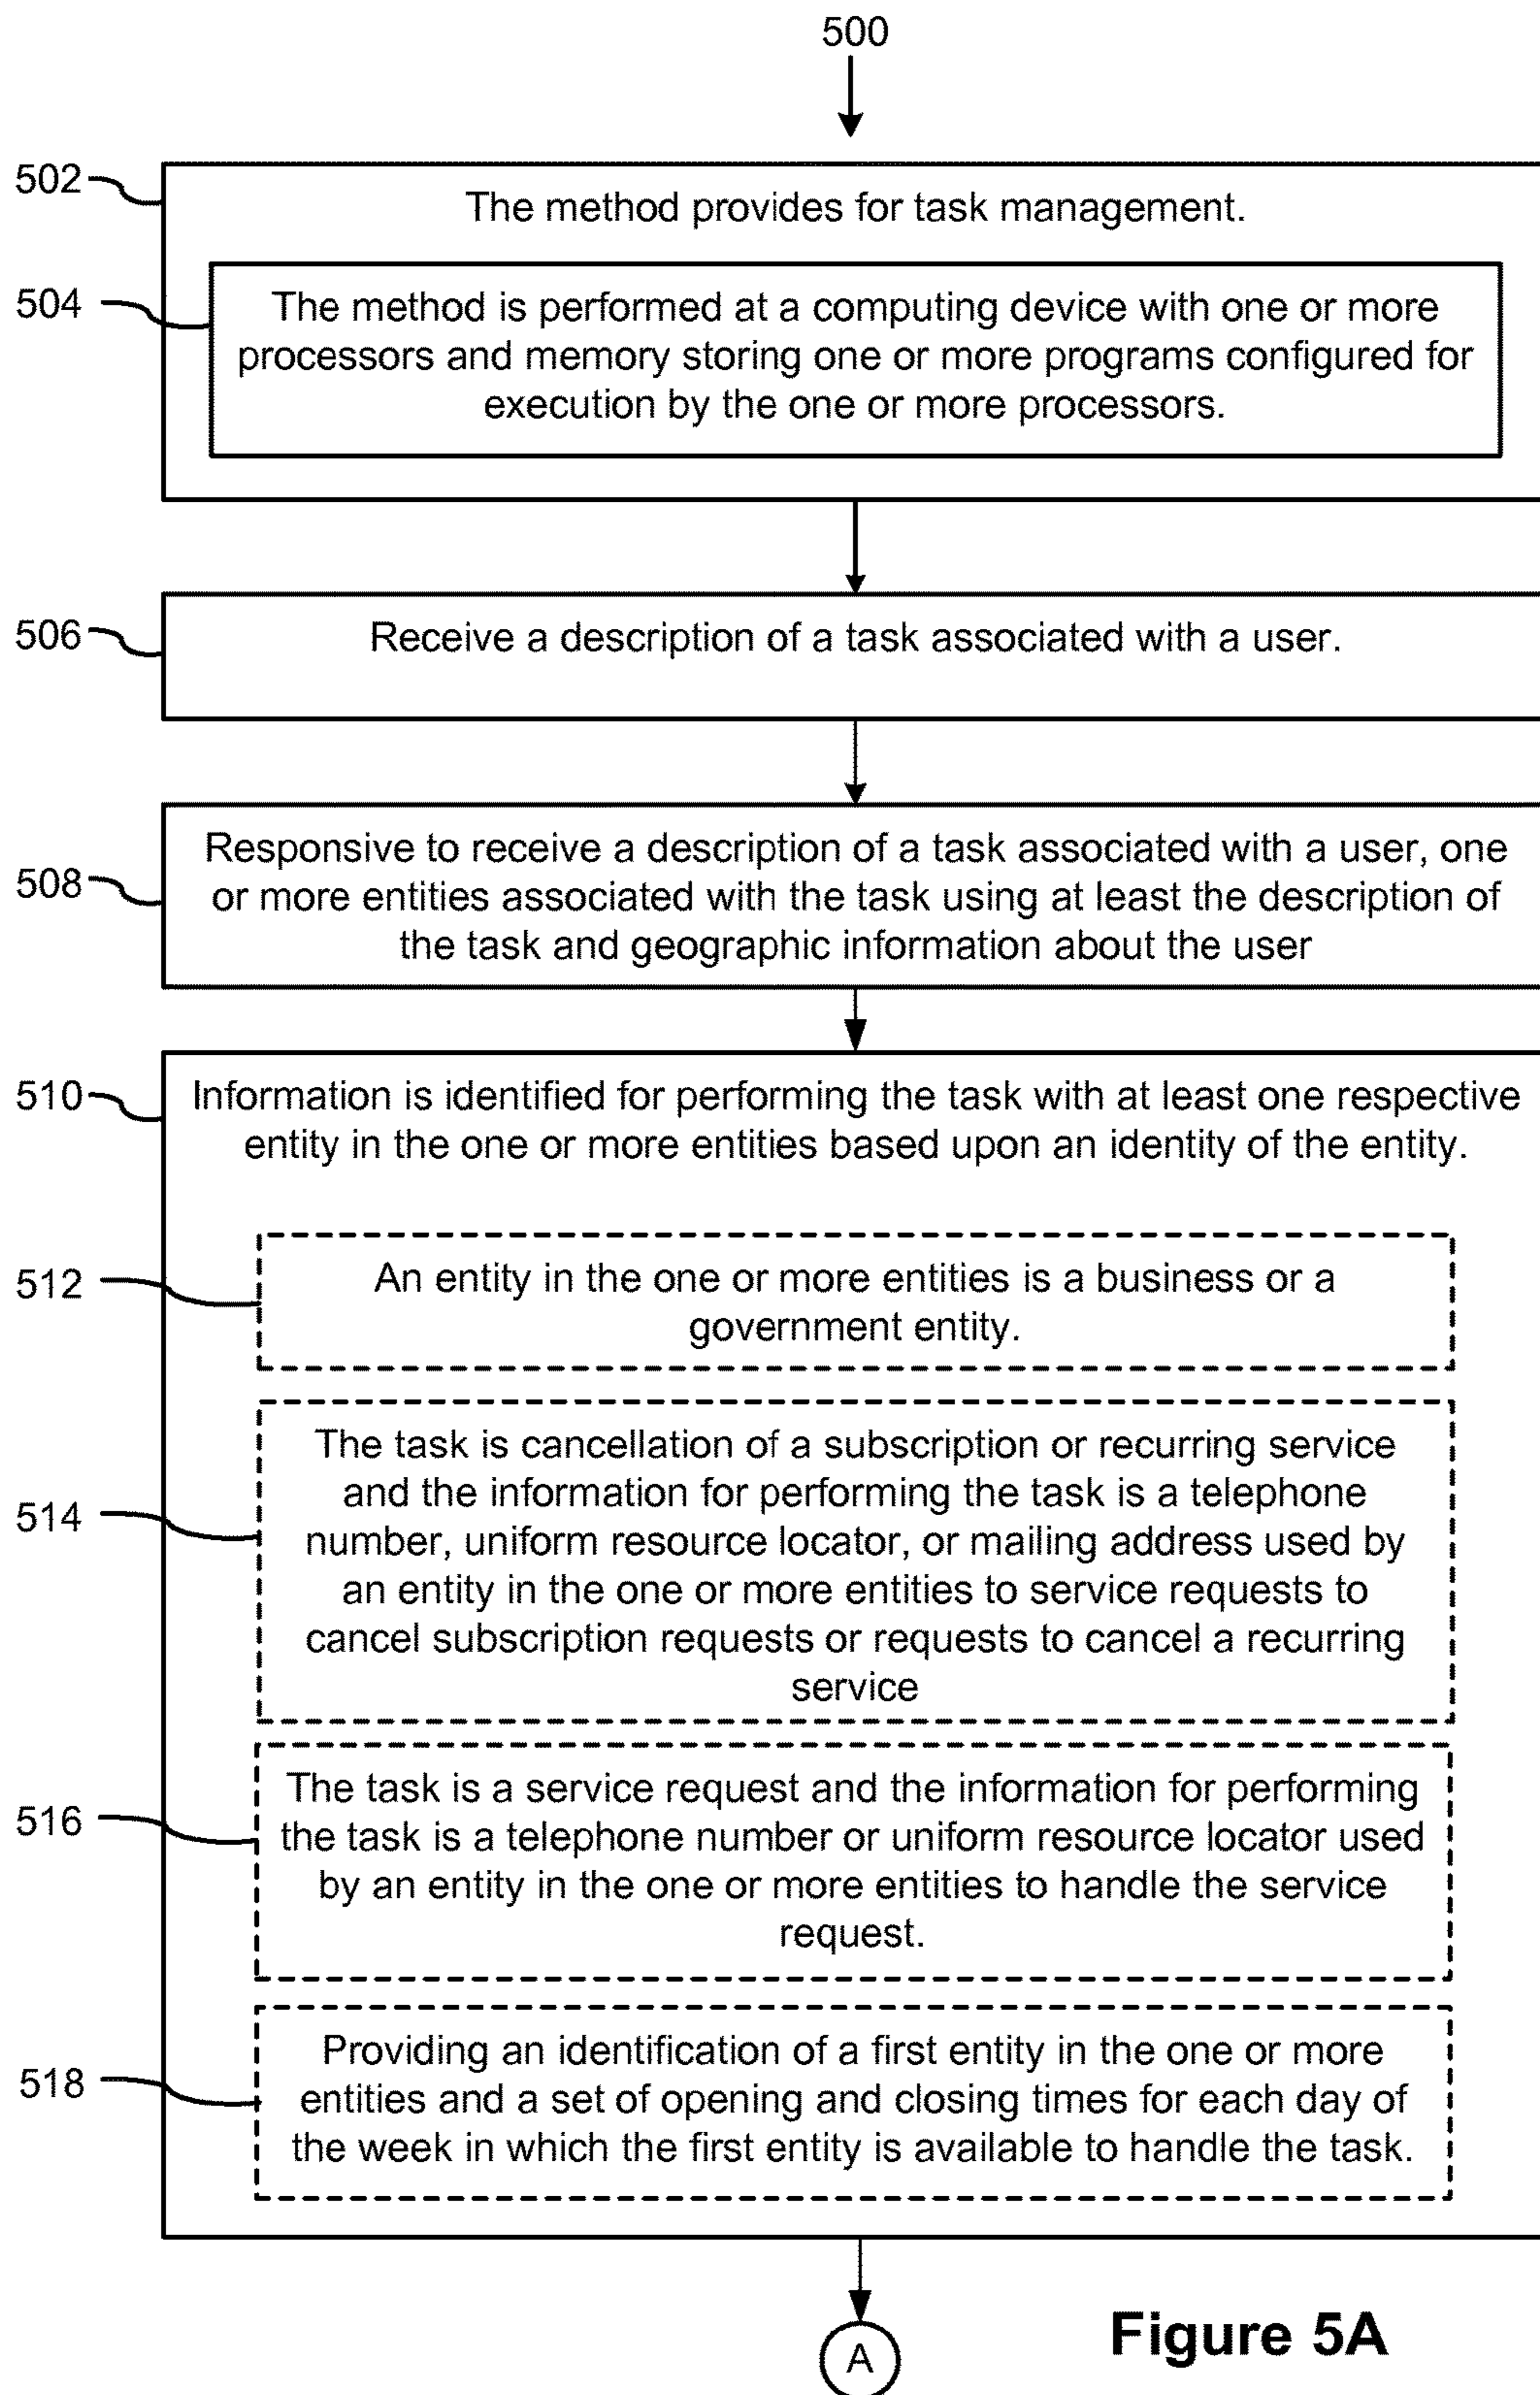 500
502
The method provides for task management.
504
The method is performed at a computing device with one or more
processors and memory storing one or more programs configured for
execution by the one or more processors.
506
Receive a description of a task associated with a user.
508
Responsive to receive a description of a task associated with a user, one
or more entities associated with the task using at least the description of
the task and geographic information about the user
510
Information is identified for performing the task with at least one respective
entity in the one or more entities based upon an identity of the entity.
512
An entity in the one or more entities is a business or a
government entity.
514
The task is cancellation of a subscription or recurring service
and the information for performing the task is a telephone
number, uniform resource locator, or mailing address used by
an entity in the one or more entities to service requests to
cancel subscription requests or requests to cancel a recurring
service
516
The task is a service request and the information for performing
the task is a telephone number or uniform resource locator used
by an entity in the one or more entities to handle the service
request.
518
Providing an identification of a first entity in the one or more
entities and a set of opening and closing times for each day of
the week in which the first entity is available to handle the task.
A
Figure 5A